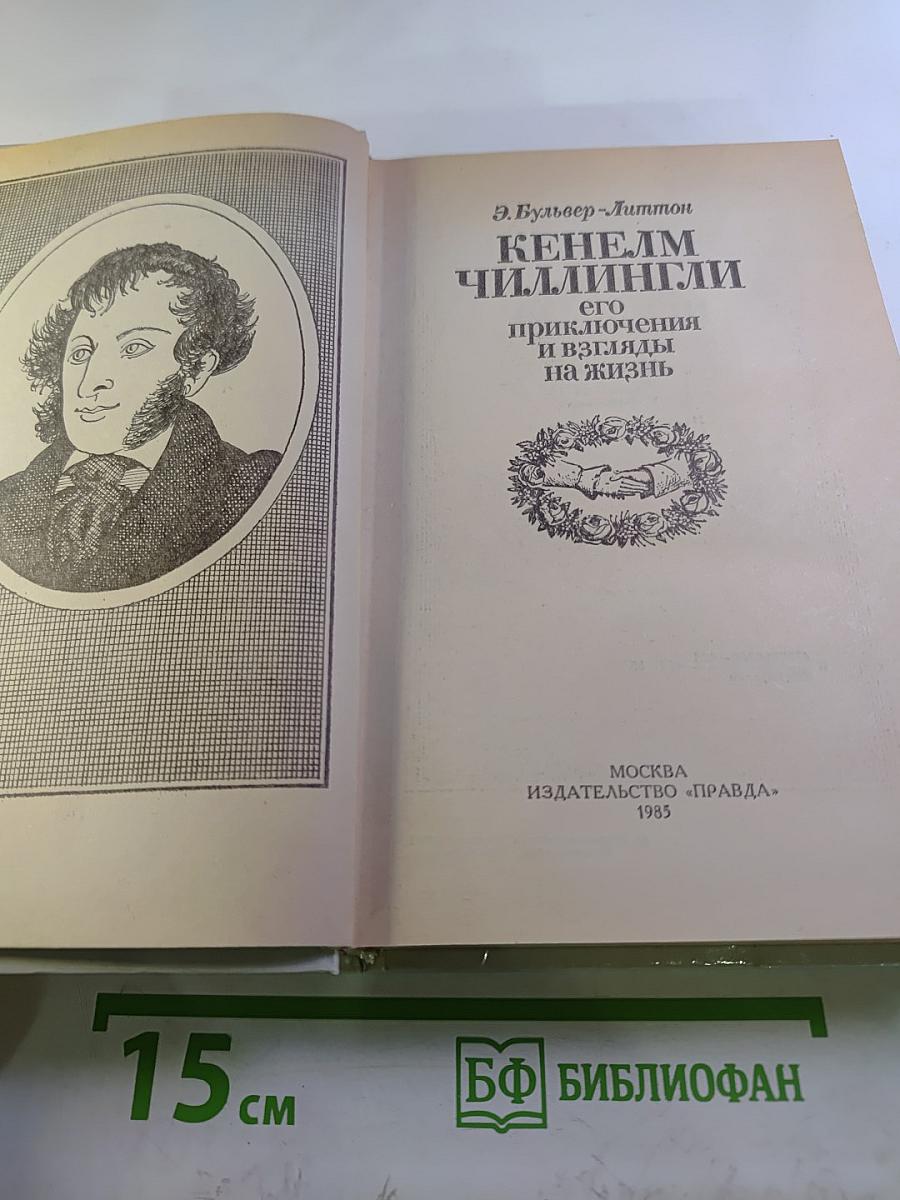 Э. Бульвер-Литтон
КЕНЕЛМ
ЧИЛЛИНГЛИ
его
приключения
и взгляды
на жизнь
МОСКВА
ИЗДАТЕЛЬСТВО «ПРАВДА»
1985
15 см
БФ БИБЛИОФАН